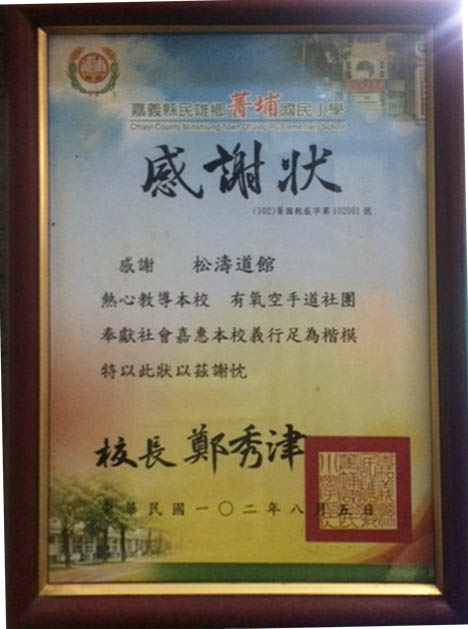 嘉義縣民雄鄉菁埔國民小學
Chiayi County Minshiung Town Of Jing Pu Elementary School
感謝狀
(102)菁國教感字第102001號
感謝 松濤道館
熱心教導本校 有氧空手道社團
奉獻社會嘉惠本校義行足為楷模
特以此狀以茲謝忱
校長 鄭秀津
中華民國一〇二年八月五日